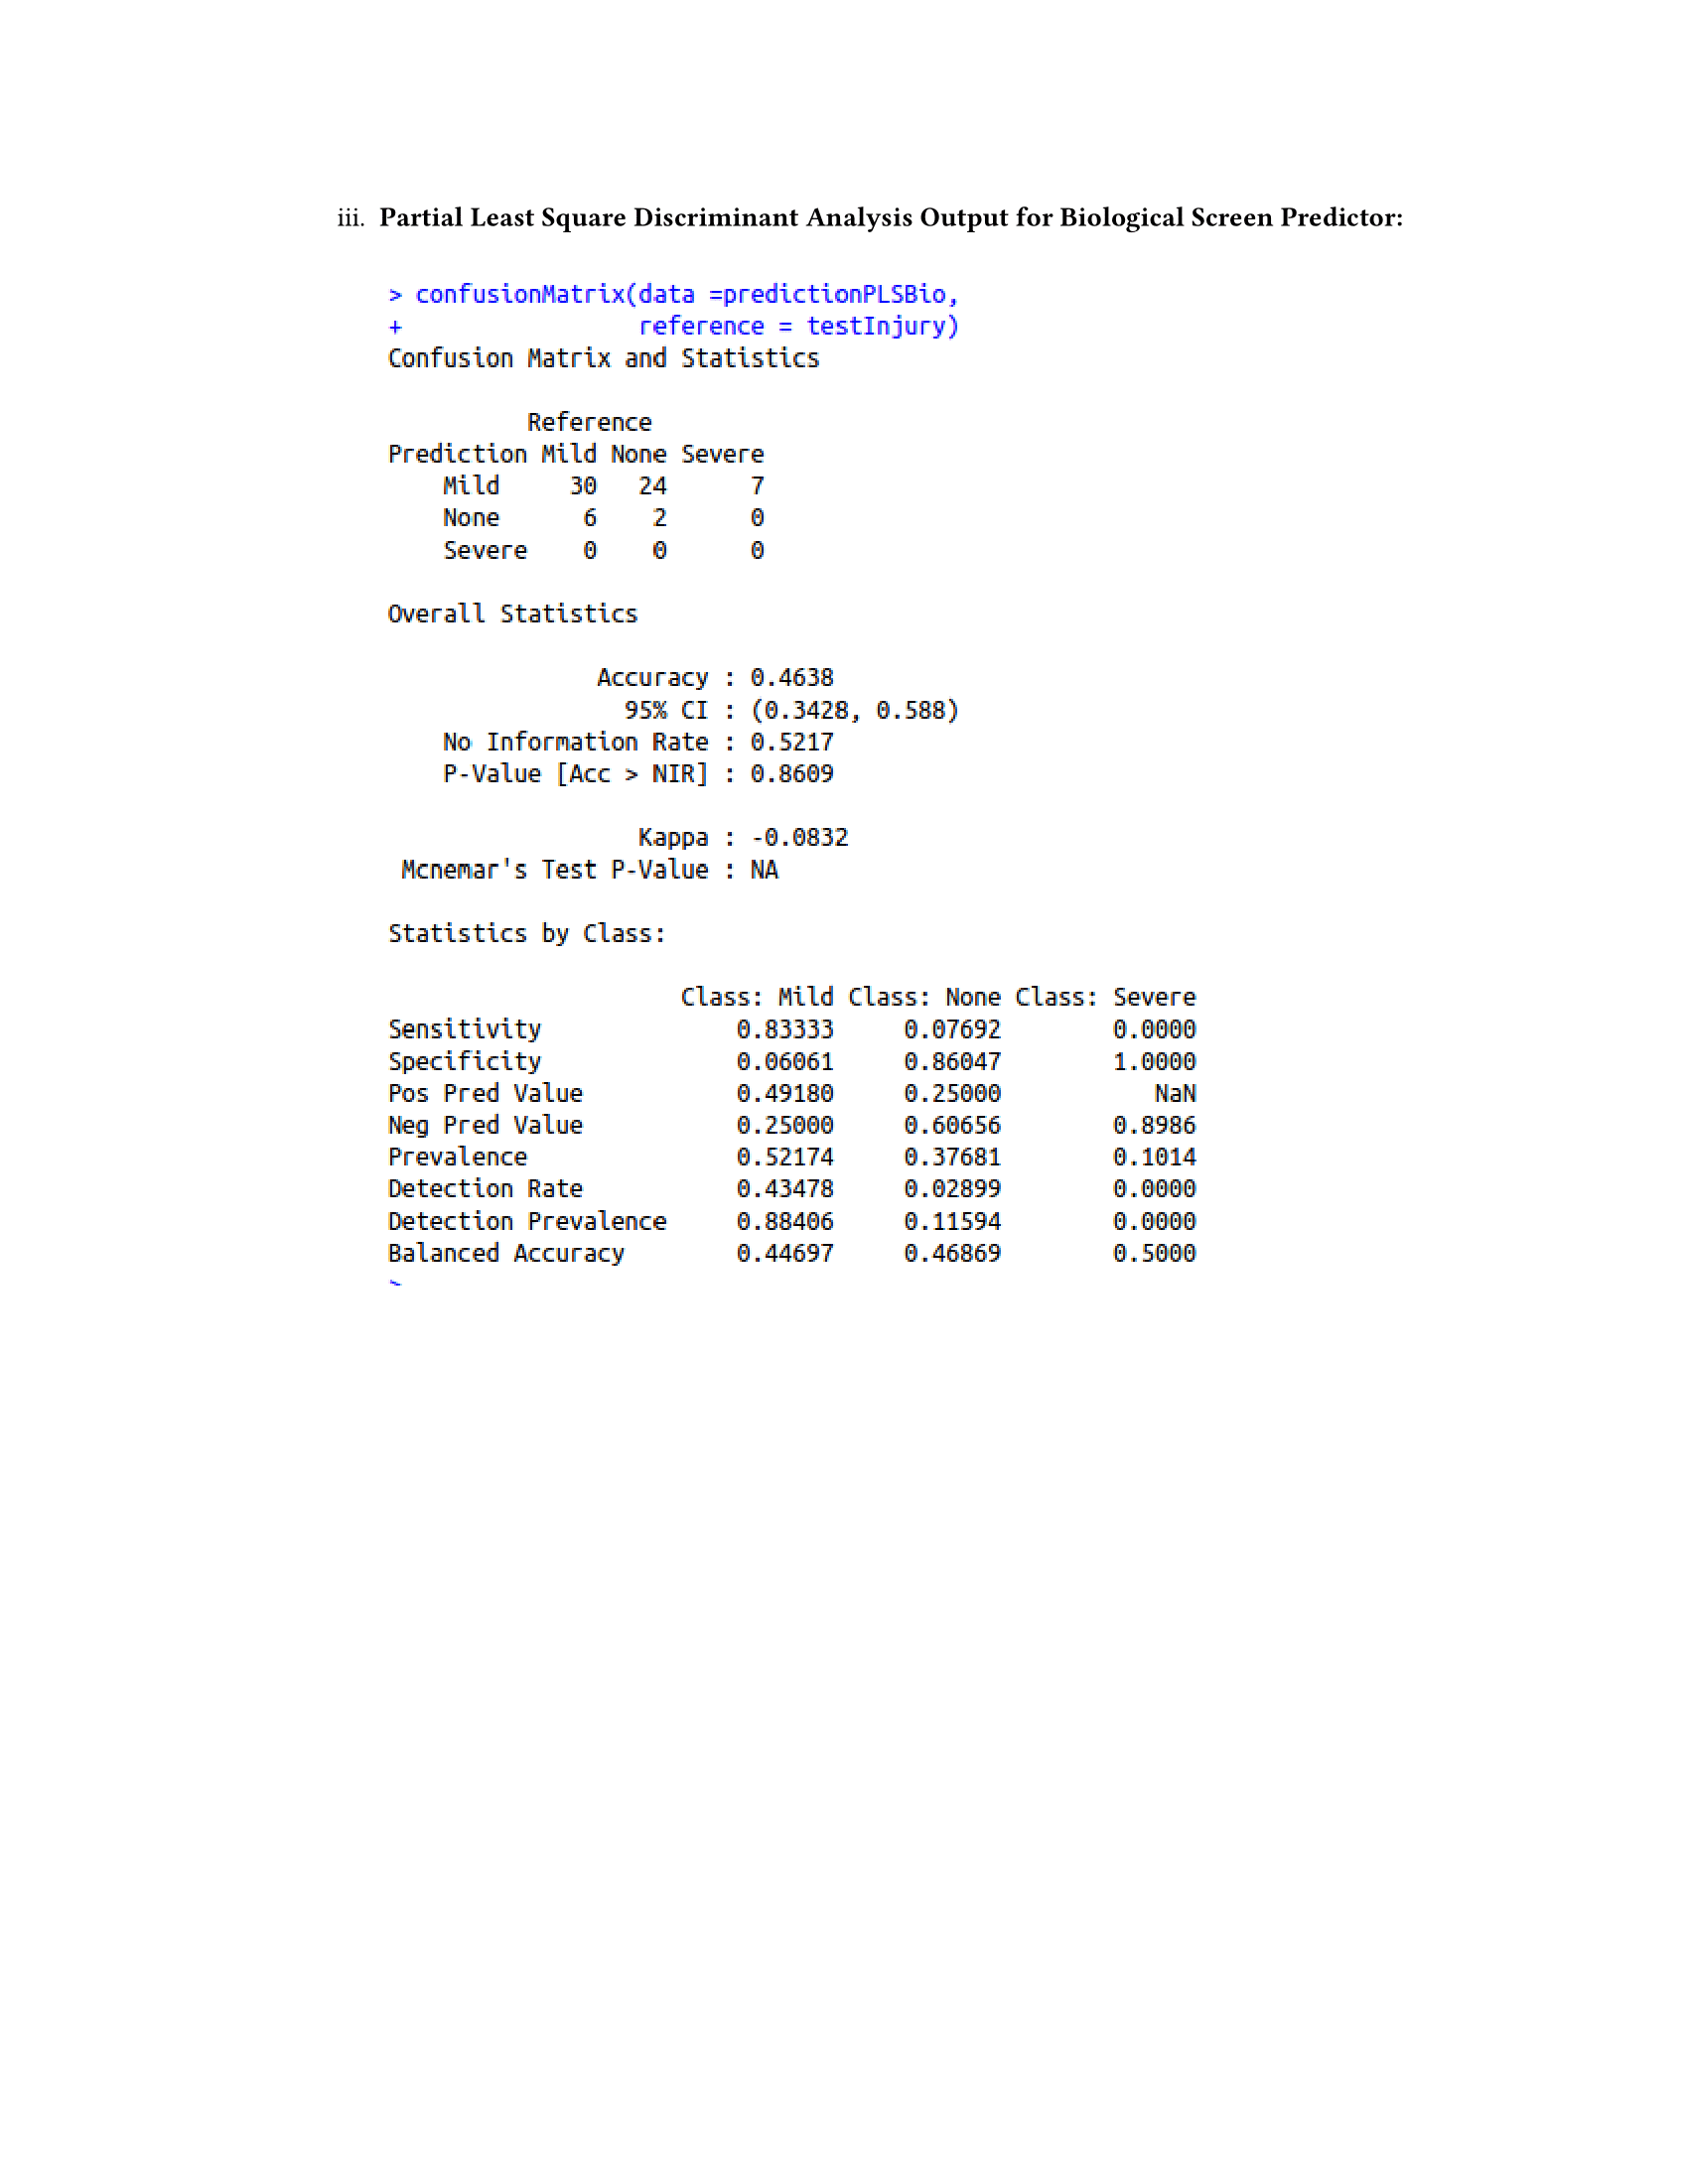 iii. Partial Least Square Discriminant Analysis Output for Biological Screen Predictor:
> confusionMatrix(data =predictionPLSBio,
+                 reference = testInjury)
Confusion Matrix and Statistics
          Reference
Prediction Mild None Severe
    Mild     30   24      7
    None      6    2      0
    Severe    0    0      0
Overall Statistics
               Accuracy : 0.4638
                 95% CI : (0.3428, 0.588)
    No Information Rate : 0.5217
    P-Value [Acc > NIR] : 0.8609
                  Kappa : -0.0832
 Mcnemar's Test P-Value : NA
Statistics by Class:
                     Class: Mild Class: None Class: Severe
Sensitivity              0.83333     0.07692        0.0000
Specificity              0.06061     0.86047        1.0000
Pos Pred Value           0.49180     0.25000           NaN
Neg Pred Value           0.25000     0.60656        0.8986
Prevalence               0.52174     0.37681        0.1014
Detection Rate           0.43478     0.02899        0.0000
Detection Prevalence     0.88406     0.11594        0.0000
Balanced Accuracy        0.44697     0.46869        0.5000